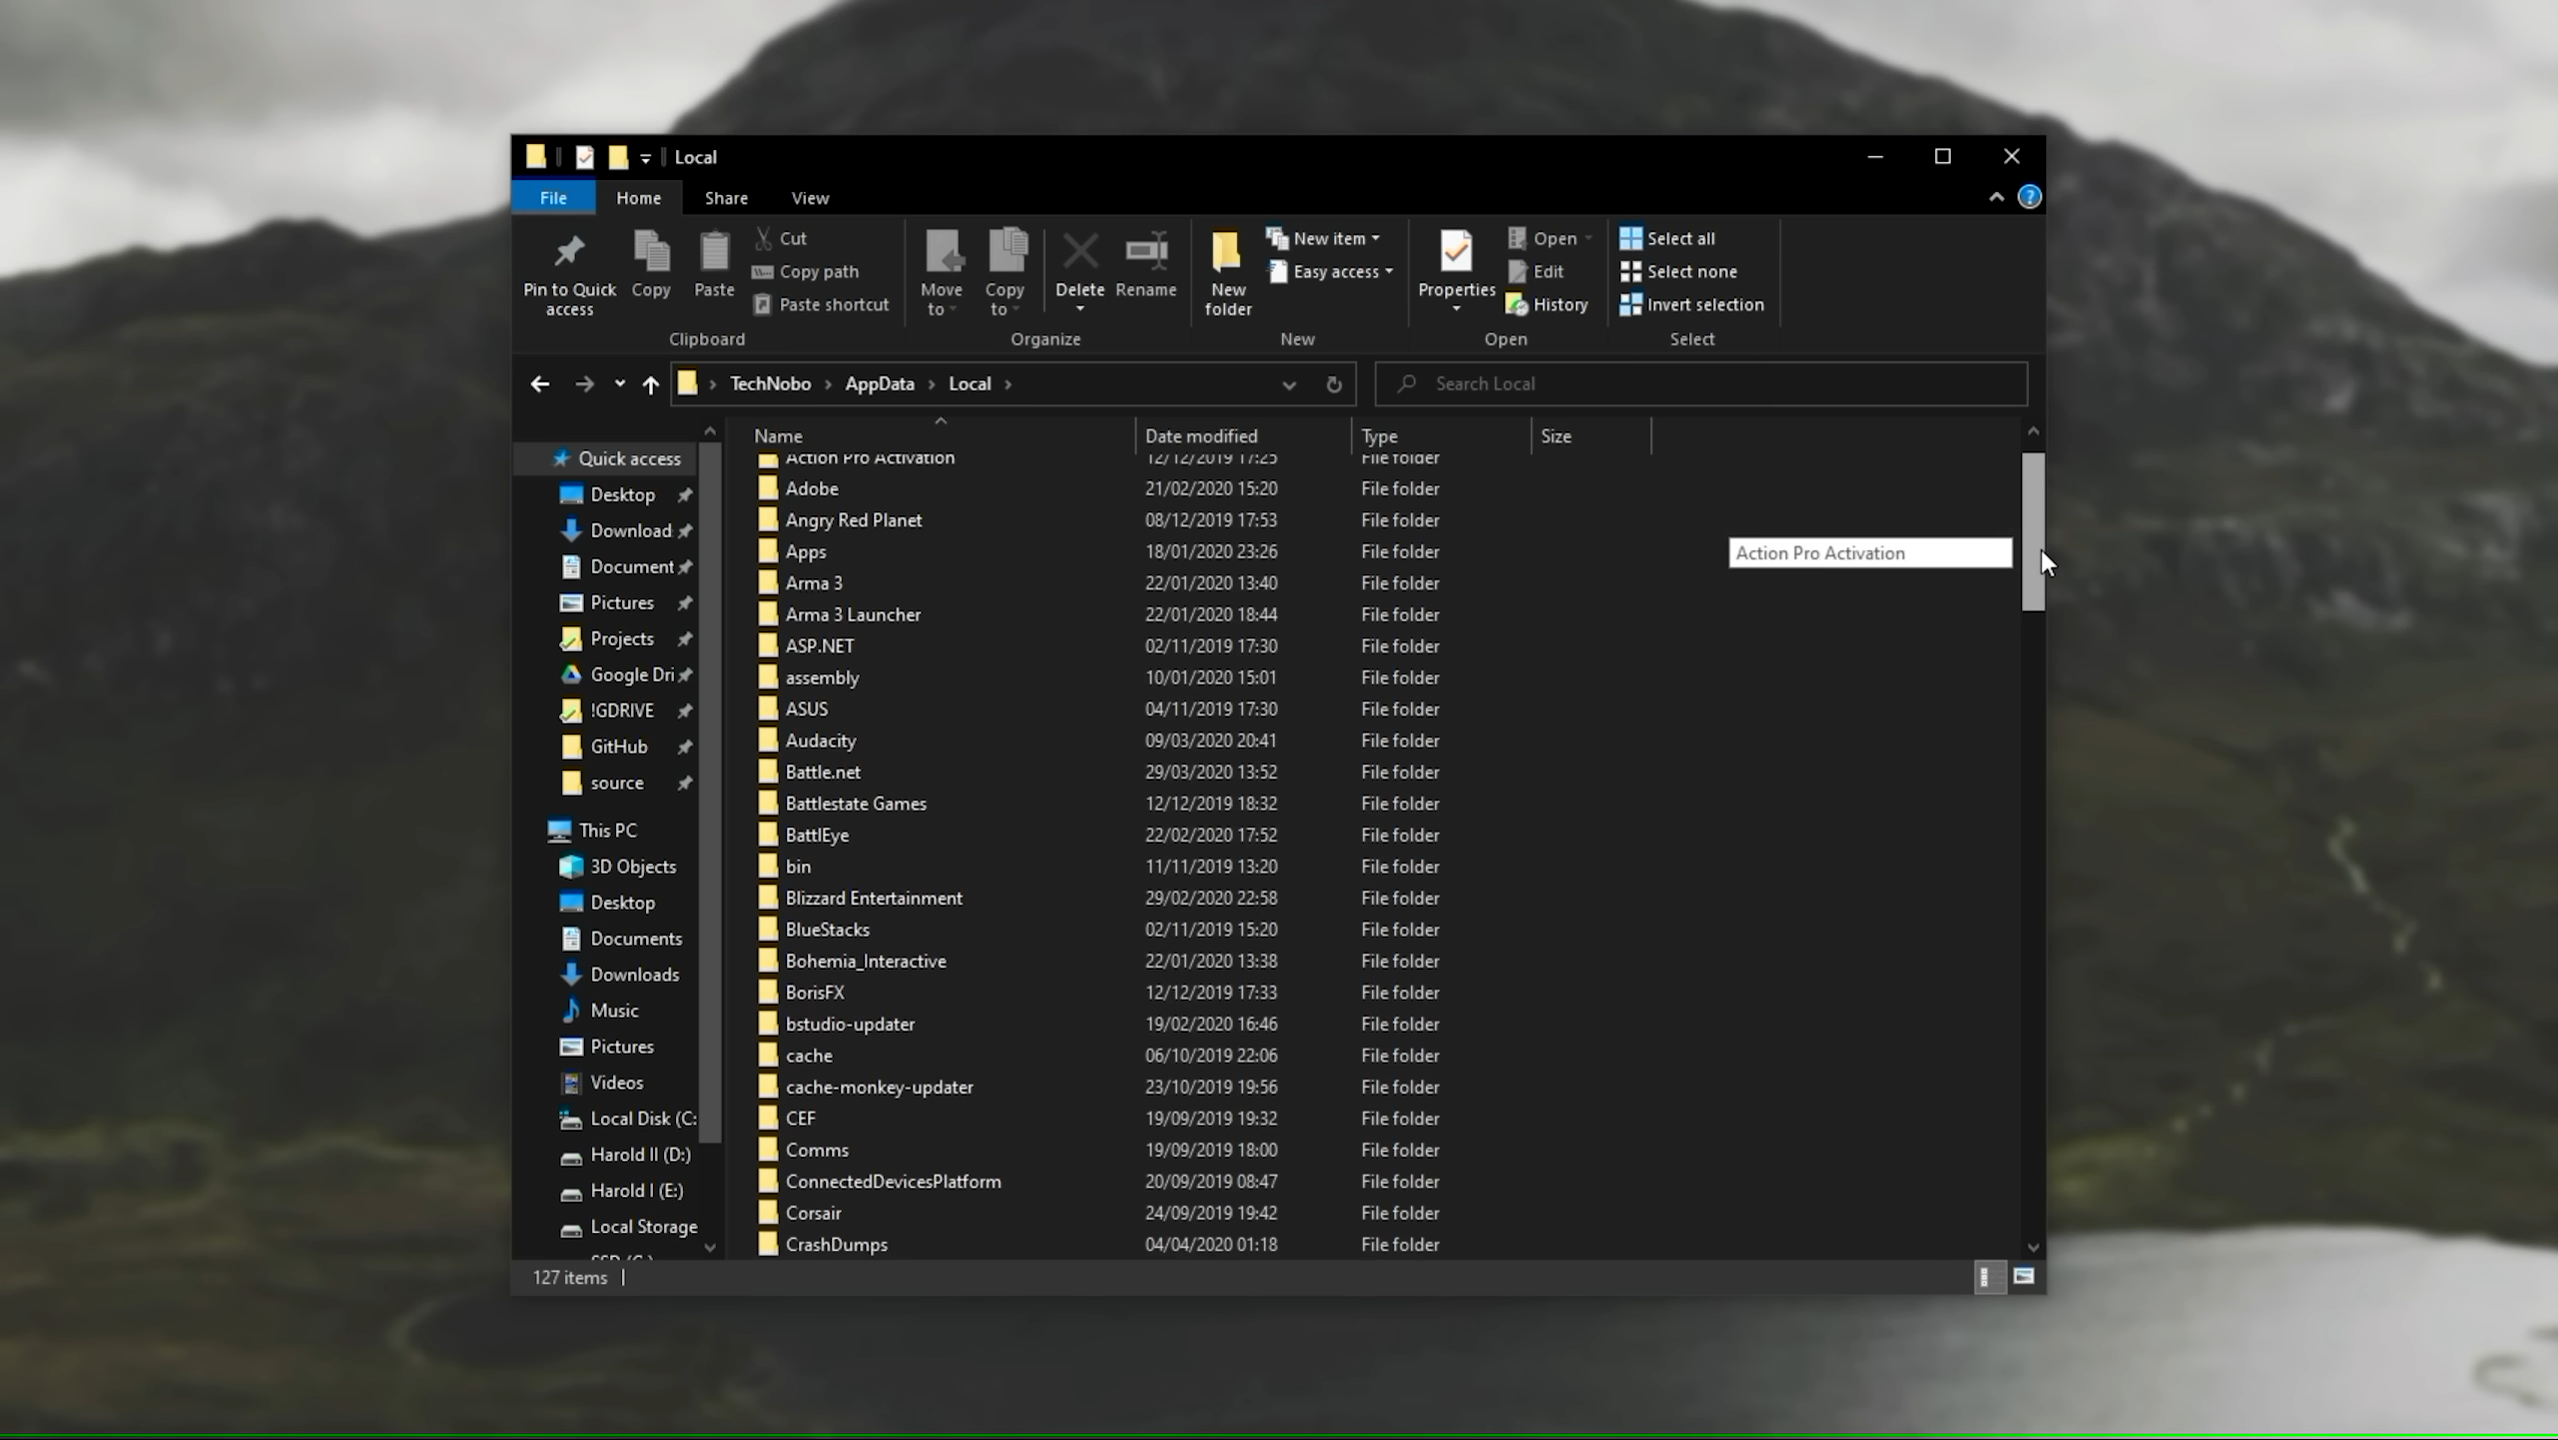 Local
File Home Share View
Pin to Quick access
Copy
Paste
Cut
Copy path
Paste shortcut
Clipboard
Move to
Copy to
Delete
Rename
Organize
New folder
New item
Easy access
New
Properties
Open
Edit
History
Open
Select all
Select none
Invert selection
Select
TechNobo AppData Local
Search Local
Quick access
Desktop
Download
Document
Pictures
Projects
Google Dri
!GDRIVE
GitHub
source
This PC
3D Objects
Desktop
Documents
Downloads
Music
Pictures
Videos
Local Disk (C:
Harold II (D:)
Harold I (E:)
Local Storage
Name Date modified Type Size
Action Pro Activation 12/12/2019 17:25 File folder
Adobe 21/02/2020 15:20 File folder
Angry Red Planet 08/12/2019 17:53 File folder
Apps 18/01/2020 23:26 File folder
Arma 3 22/01/2020 13:40 File folder
Arma 3 Launcher 22/01/2020 18:44 File folder
ASP.NET 02/11/2019 17:30 File folder
assembly 10/01/2020 15:01 File folder
ASUS 04/11/2019 17:30 File folder
Audacity 09/03/2020 20:41 File folder
Battle.net 29/03/2020 13:52 File folder
Battlestate Games 12/12/2019 18:32 File folder
BattlEye 22/02/2020 17:52 File folder
bin 11/11/2019 13:20 File folder
Blizzard Entertainment 29/02/2020 22:58 File folder
BlueStacks 02/11/2019 15:20 File folder
Bohemia_Interactive 22/01/2020 13:38 File folder
BorisFX 12/12/2019 17:33 File folder
bstudio-updater 19/02/2020 16:46 File folder
cache 06/10/2019 22:06 File folder
cache-monkey-updater 23/10/2019 19:56 File folder
CEF 19/09/2019 19:32 File folder
Comms 19/09/2019 18:00 File folder
ConnectedDevicesPlatform 20/09/2019 08:47 File folder
Corsair 24/09/2019 19:42 File folder
CrashDumps 04/04/2020 01:18 File folder
Action Pro Activation
127 items